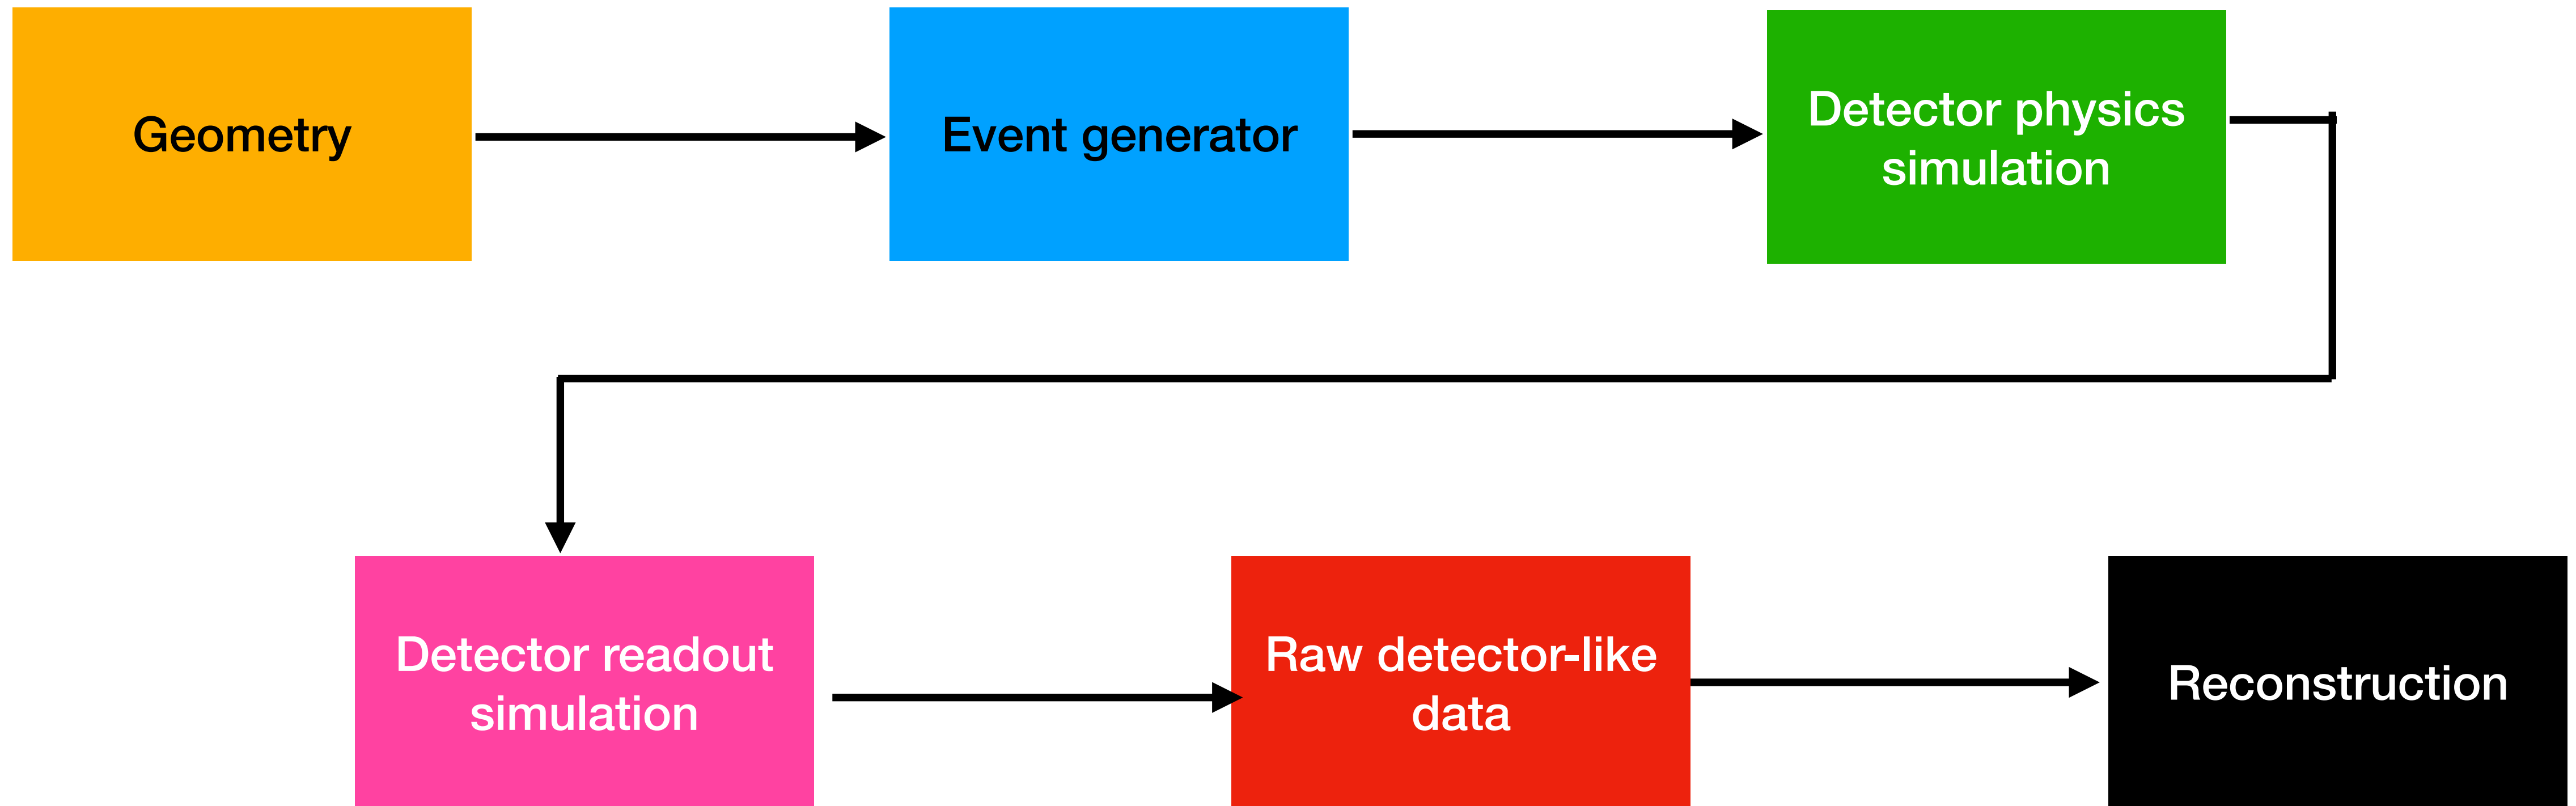 Geometry
Event generator
Detector physics
simulation
Detector readout
simulation
Raw detector-like
data
Reconstruction